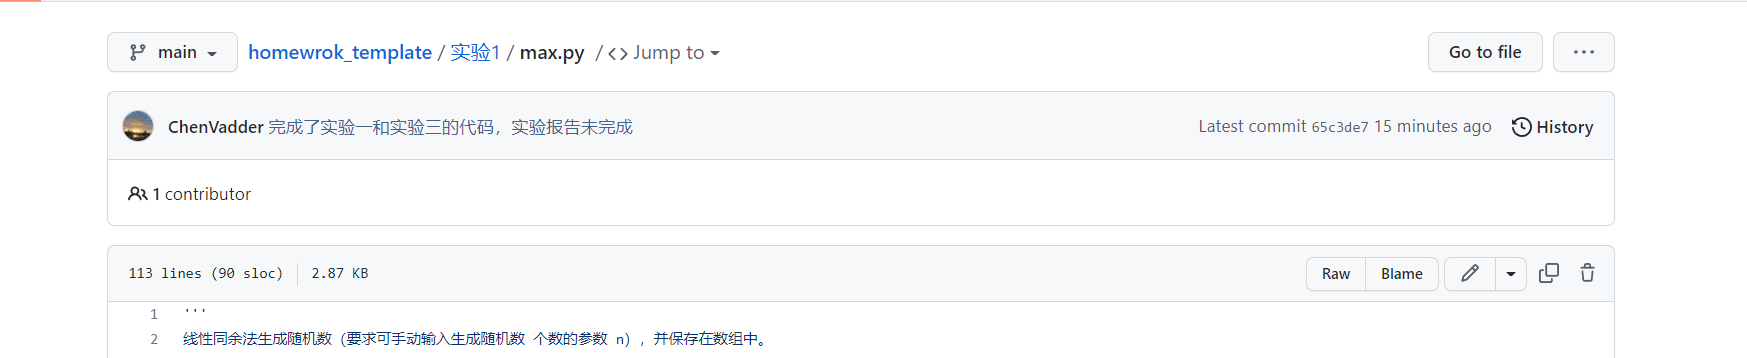 main homewrok_template / 实验1 / max.py / <> Jump to Go to file ...
ChenVadder 完成了实验一和实验三的代码，实验报告未完成 Latest commit 65c3de7 15 minutes ago History
1 contributor
113 lines (90 sloc) 2.87 KB Raw Blame
1 '''
2 线性同余法生成随机数（要求可手动输入生成随机数 个数的参数 n），并保存在数组中。